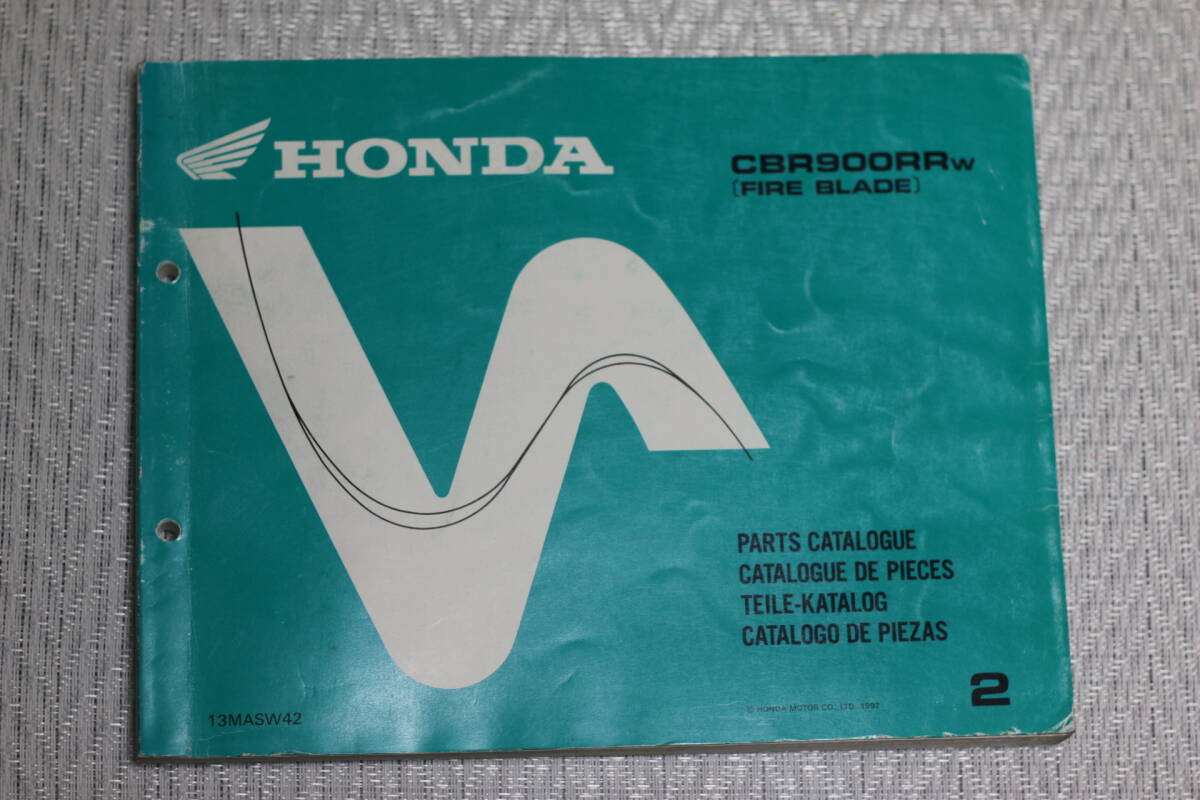 HONDA
CBR900RRW
(FIRE BLADE)
PARTS CATALOGUE
CATALOGUE DE PIECES
TEILE-KATALOG
CATALOGO DE PIEZAS
2
13MASW42
© HONDA MOTOR CO., LTD. 1997